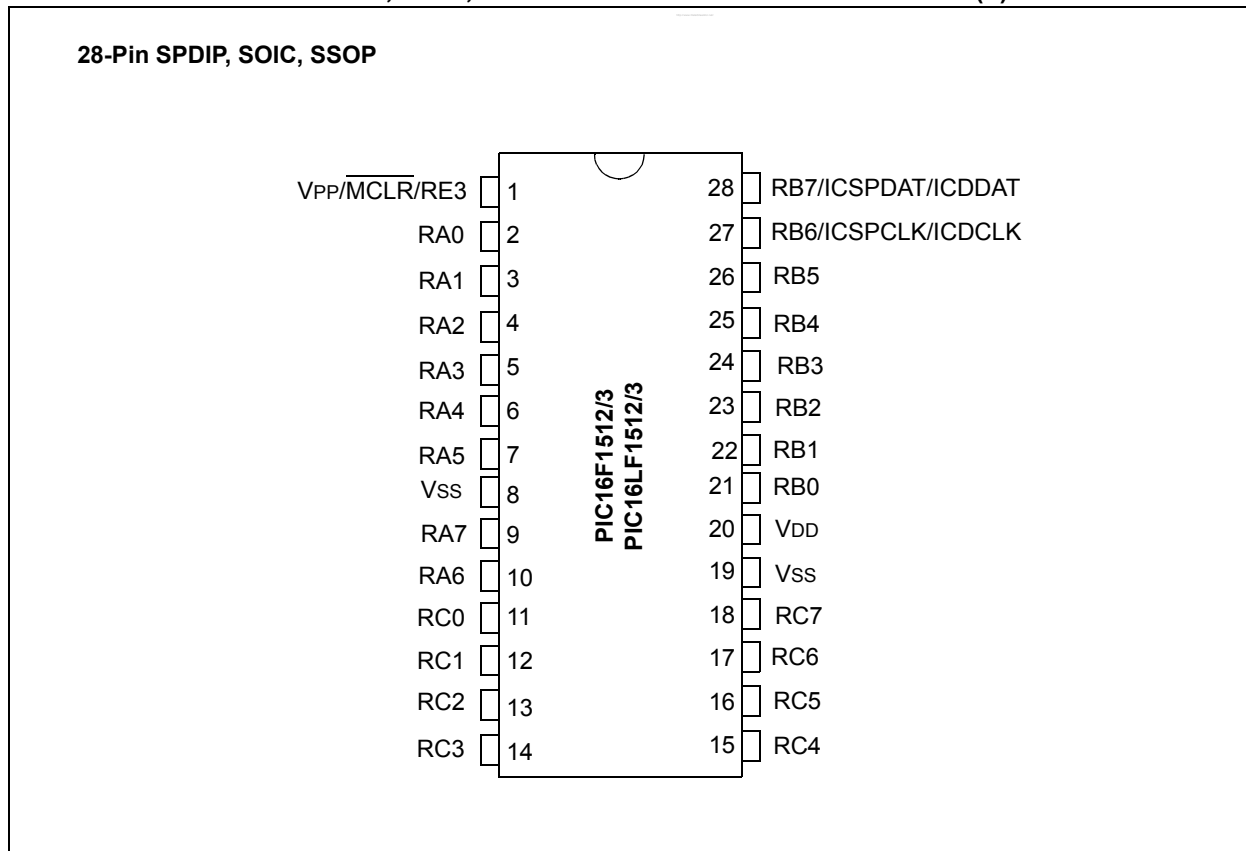 28-Pin SPDIP, SOIC, SSOP
VPP/MCLR/RE3 1 28 RB7/ICSPDAT/ICDDAT
RA0 2 27 RB6/ICSPCLK/ICDCLK
RA1 3 26 RB5
RA2 4 25 RB4
RA3 5 24 RB3
RA4 6 23 RB2
RA5 7 22 RB1
VSS 8 21 RB0
RA7 9 20 VDD
RA6 10 19 VSS
RC0 11 18 RC7
RC1 12 17 RC6
RC2 13 16 RC5
RC3 14 15 RC4
PIC16F1512/3
PIC16LF1512/3